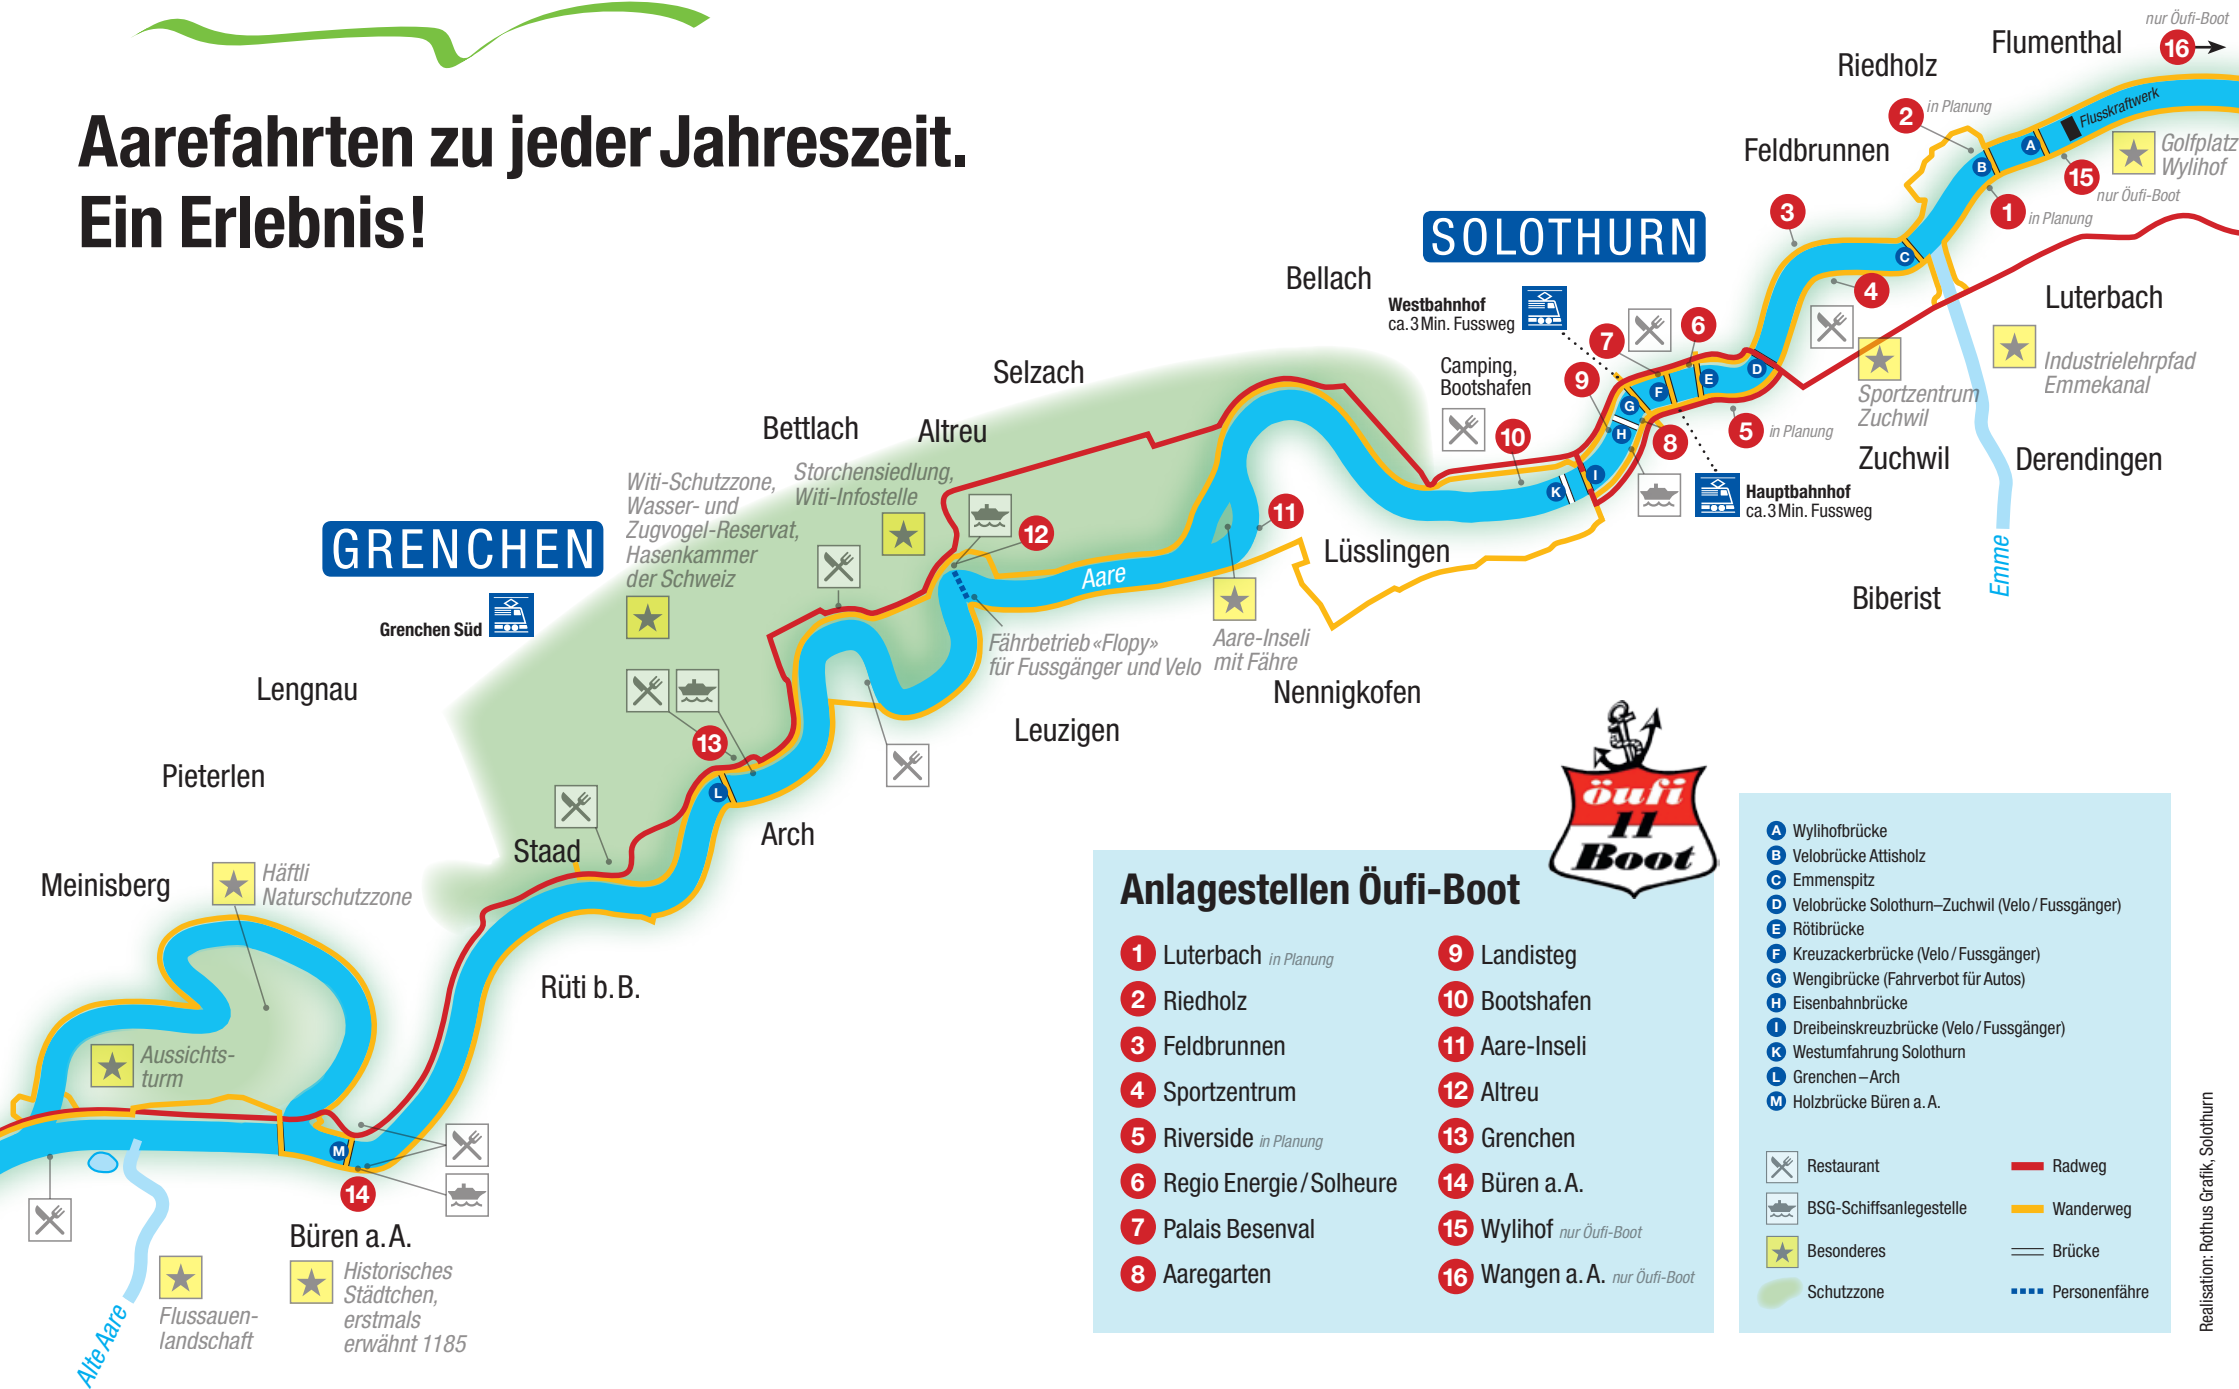 Aarefahrten zu jeder Jahreszeit.
Ein Erlebnis!
nur Öufi-Boot
16
Flumenthal
Riedholz
2 in Planung
Flusskraftwerk
Feldbrunnen
A
B
Golfplatz
Wylihof
15
nur Öufi-Boot
1 in Planung
3
SOLOTHURN
C
Bellach
4
Luterbach
Westbahnhof
ca. 3 Min. Fussweg
6
7
Industrielehrpfad
Emmekanal
Camping,
Bootshafen
9
D
E
F
G
H
Sportzentrum
Zuchwil
10
8
5 in Planung
Zuchwil
Derendingen
I
K
Hauptbahnhof
ca. 3 Min. Fussweg
Emme
Biberist
Selzach
Bettlach
Altreu
Witi-Schutzzone,
Wasser- und
Zugvogel-Reservat,
Hasenkammer
der Schweiz
Storchensiedlung,
Witi-Infostelle
12
11
Lüsslingen
GRENCHEN
Grenchen Süd
Aare
Fährbetrieb «Flopy»
für Fussgänger und Velo
Aare-Inseli
mit Fähre
Nennigkofen
Leuzigen
Lengnau
13
L
Pieterlen
Arch
Staad
Meinisberg
Häftli
Naturschutzzone
Rüti b. B.
Aussichts-
turm
M
14
Büren a. A.
Historisches
Städtchen,
erstmals
erwähnt 1185
Flussauen-
landschaft
Alte Aare
öufi
11
Boot
Anlagestellen Öufi-Boot
1 Luterbach in Planung
2 Riedholz
3 Feldbrunnen
4 Sportzentrum
5 Riverside in Planung
6 Regio Energie / Solheure
7 Palais Besenval
8 Aaregarten
9 Landisteg
10 Bootshafen
11 Aare-Inseli
12 Altreu
13 Grenchen
14 Büren a. A.
15 Wylihof nur Öufi-Boot
16 Wangen a. A. nur Öufi-Boot
A Wylihofbrücke
B Velobrücke Attisholz
C Emmenspitz
D Velobrücke Solothurn–Zuchwil (Velo / Fussgänger)
E Rötibrücke
F Kreuzackerbrücke (Velo / Fussgänger)
G Wengibrücke (Fahrverbot für Autos)
H Eisenbahnbrücke
I Dreibeinskreuzbrücke (Velo / Fussgänger)
K Westumfahrung Solothurn
L Grenchen – Arch
M Holzbrücke Büren a. A.
Restaurant
BSG-Schiffsanlegestelle
Besonderes
Schutzzone
Radweg
Wanderweg
Brücke
Personenfähre
Realisation: Rothus Grafik, Solothurn